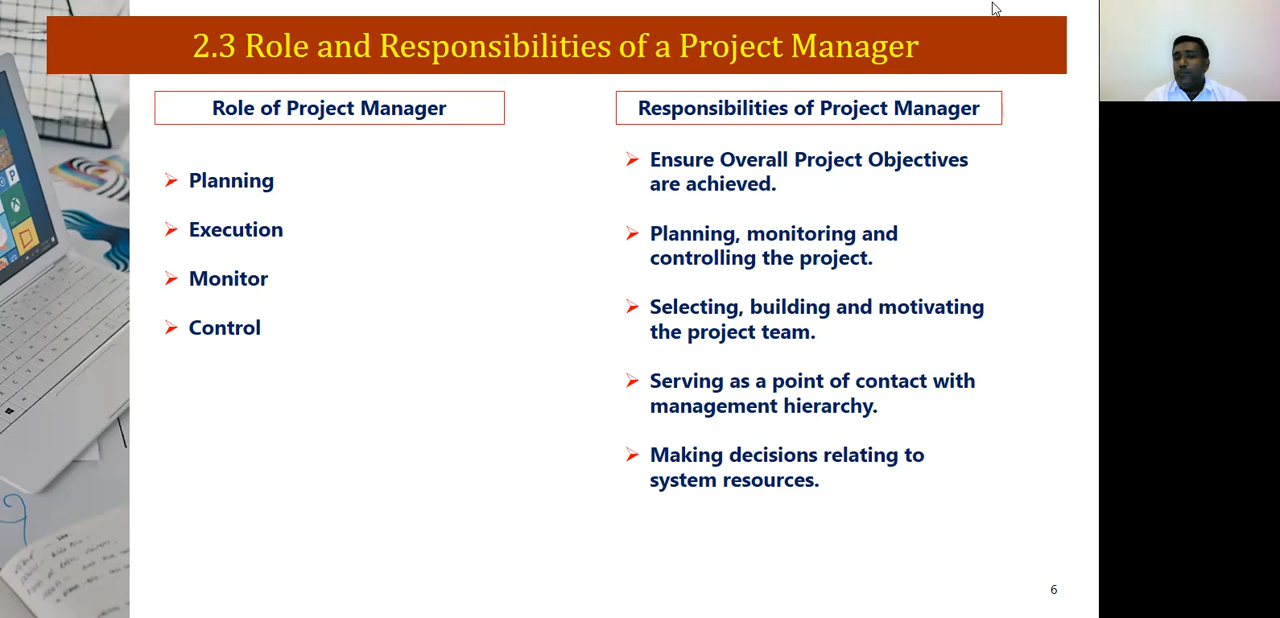 2.3 Role and Responsibilities of a Project Manager
Role of Project Manager
Planning
Execution
Monitor
Control
Responsibilities of Project Manager
Ensure Overall Project Objectives
are achieved.
Planning, monitoring and
controlling the project.
Selecting, building and motivating
the project team.
Serving as a point of contact with
management hierarchy.
Making decisions relating to
system resources.
6